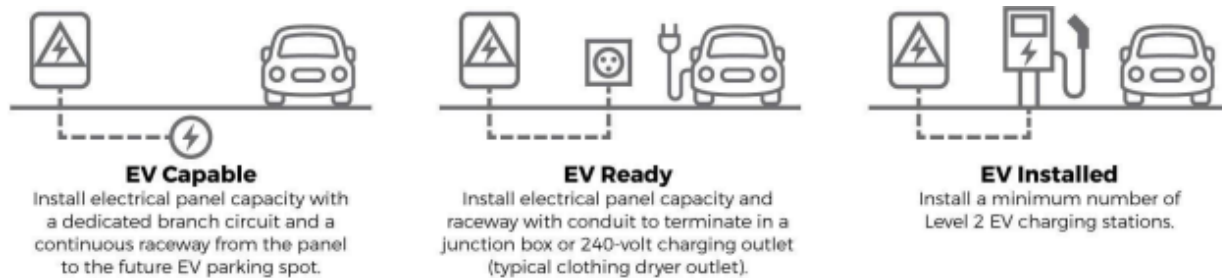 EV Capable
Install electrical panel capacity with
a dedicated branch circuit and a
continuous raceway from the panel
to the future EV parking spot.
EV Ready
Install electrical panel capacity and
raceway with conduit to terminate in a
junction box or 240-volt charging outlet
(typical clothing dryer outlet).
EV Installed
Install a minimum number of
Level 2 EV charging stations.